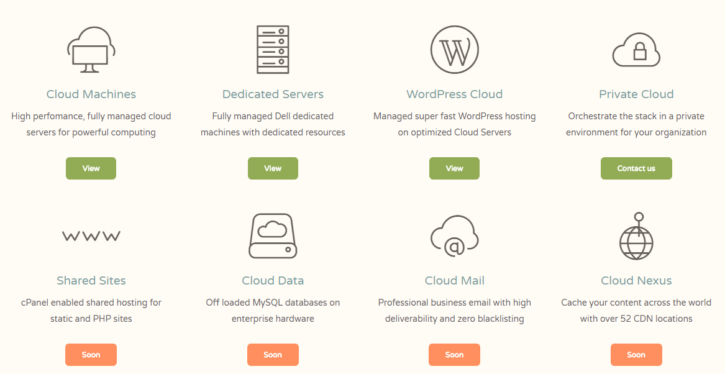 Cloud Machines
Dedicated Servers
WordPress Cloud
Private Cloud
High perfomance, fully managed cloud
servers for powerful computing
Fully managed Dell dedicated
machines with dedicated resources
Managed super fast WordPress hosting
on optimized Cloud Servers
Orchestrate the stack in a private
environment for your organization
View
View
View
Contact us
WWW
@
Shared Sites
Cloud Data
Cloud Mail
Cloud Nexus
cPanel enabled shared hosting for
static and PHP sites
Off loaded MySQL databases on
enterprise hardware
Professional business email with high
deliverability and zero blacklisting
Cache your content across the world
with over 52 CDN locations
Soon
Soon
Soon
Soon